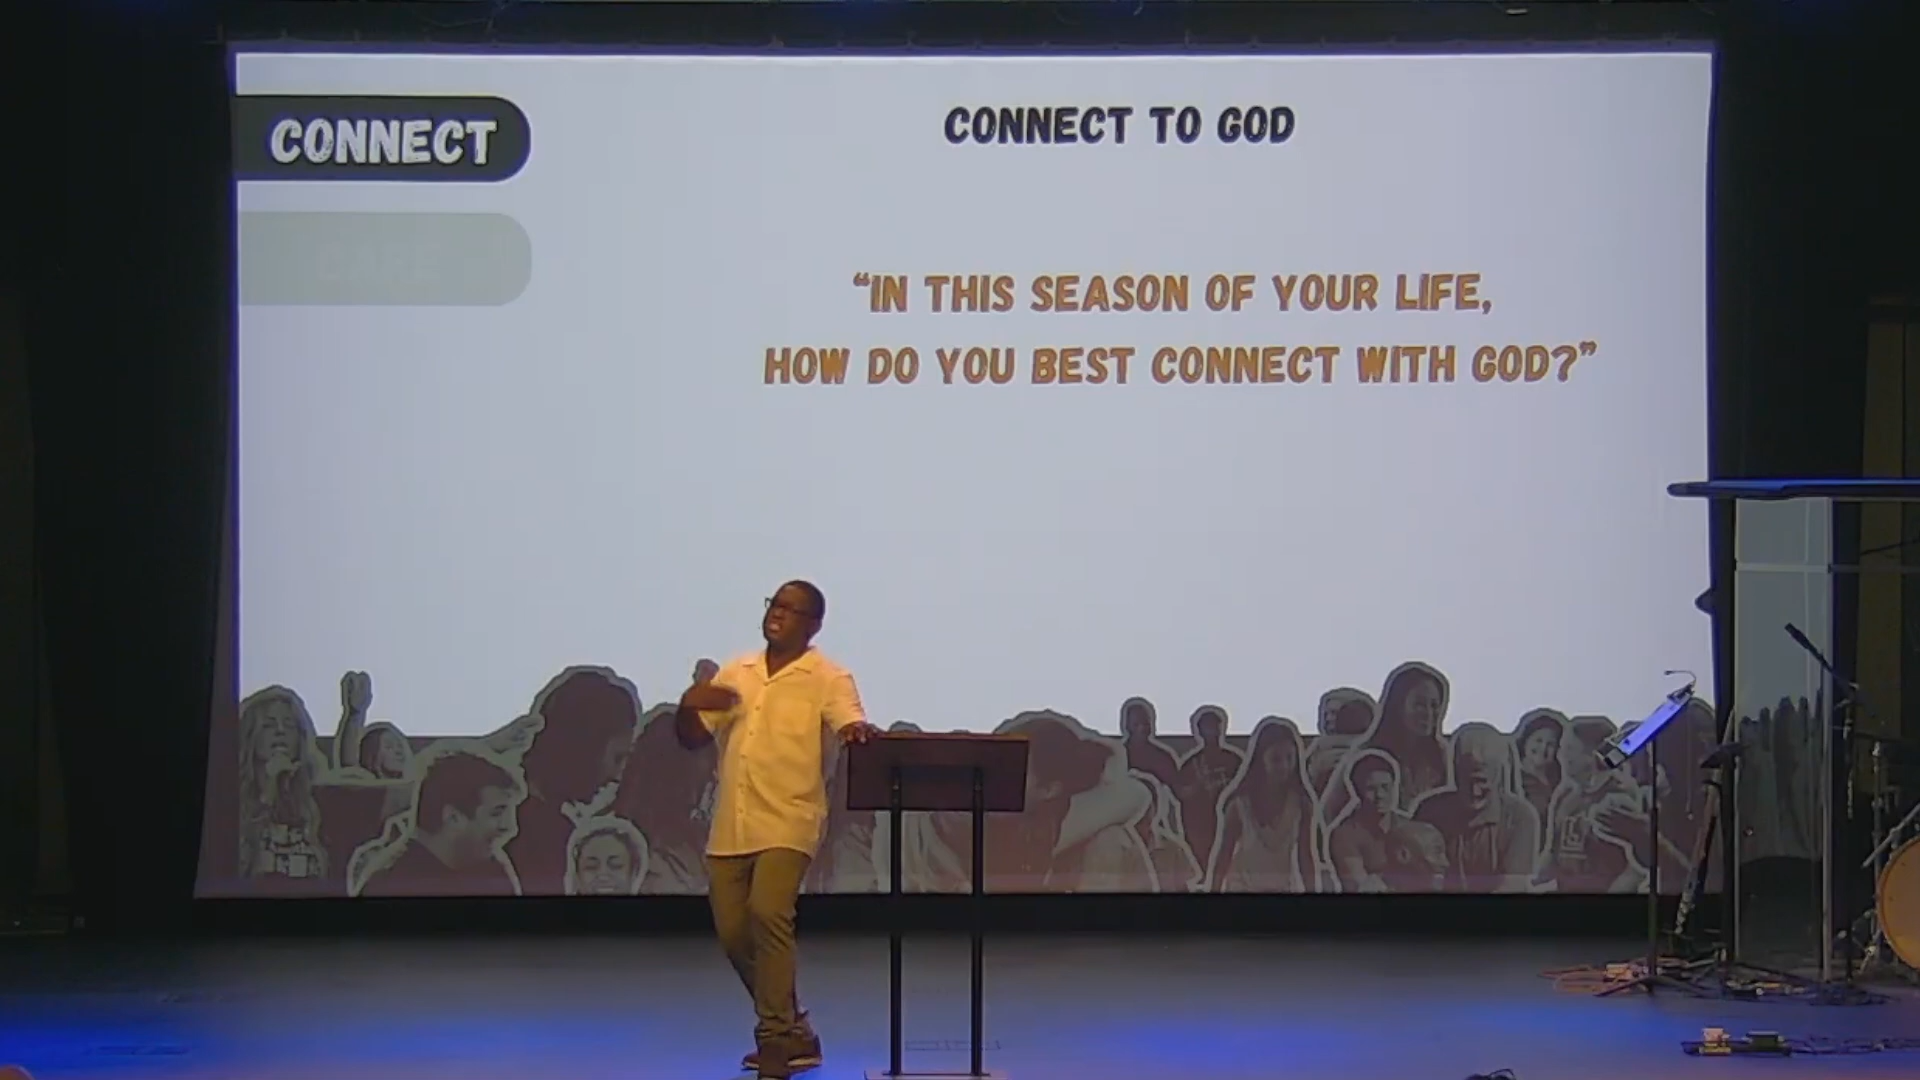 CONNECT
CONNECT TO GOD
“IN THIS SEASON OF YOUR LIFE,
HOW DO YOU BEST CONNECT WITH GOD?”